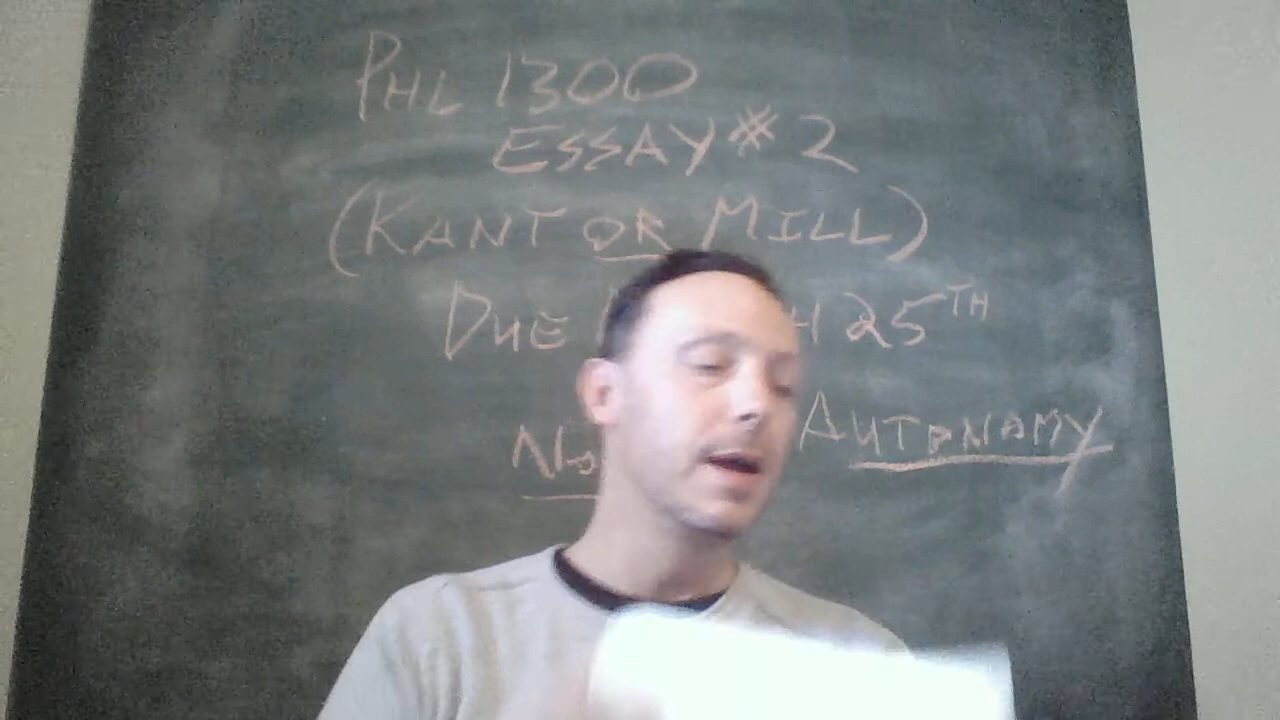 PHL 1300
ESSAY #2
(KANT OR MILL)
DUE 25TH
AUTONOMY